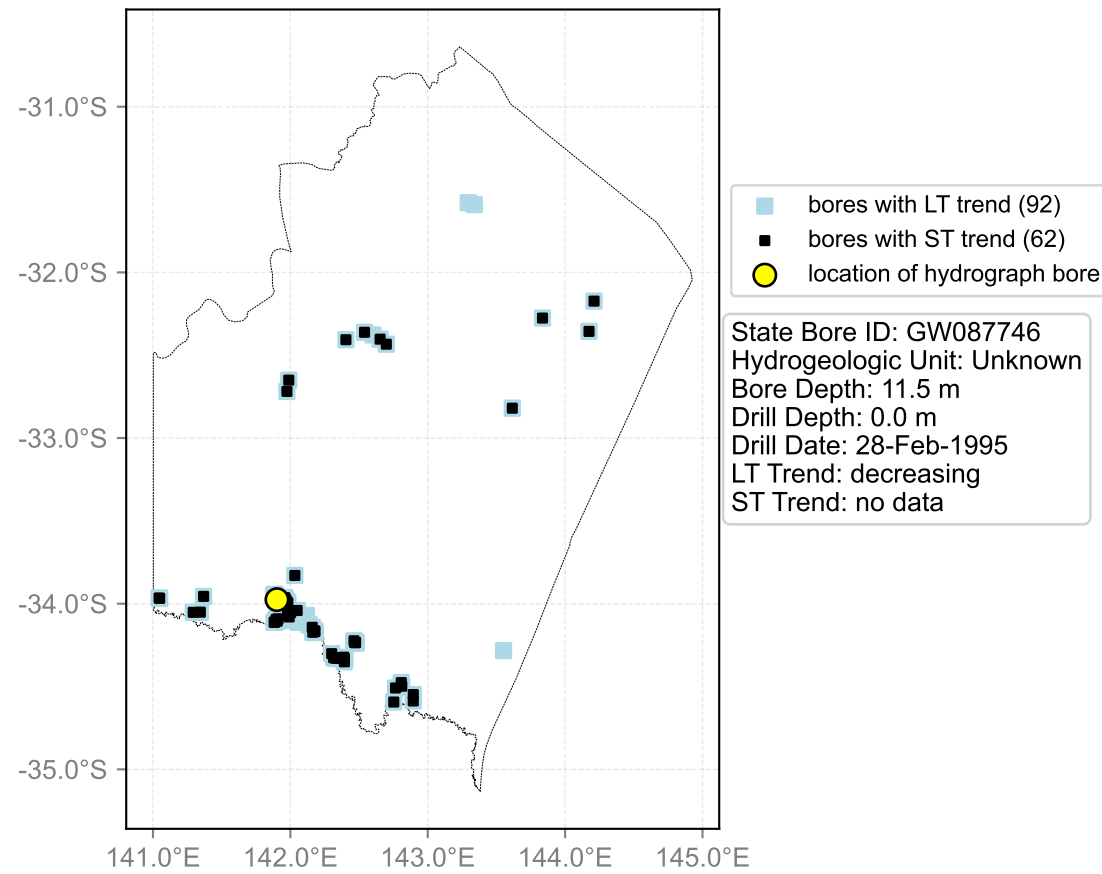 -31.0°S
-32.0°S
-33.0°S
-34.0°S
-35.0°S
141.0°E 142.0°E 143.0°E 144.0°E 145.0°E
bores with LT trend (92)
bores with ST trend (62)
location of hydrograph bore
State Bore ID: GW087746
Hydrogeologic Unit: Unknown
Bore Depth: 11.5 m
Drill Depth: 0.0 m
Drill Date: 28-Feb-1995
LT Trend: decreasing
ST Trend: no data